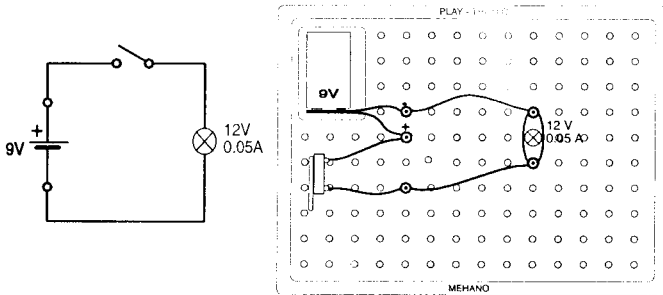 PLAY -
9V
+
+
+
9V
12V
0.05A
12 V
0.05 A
MEHANO